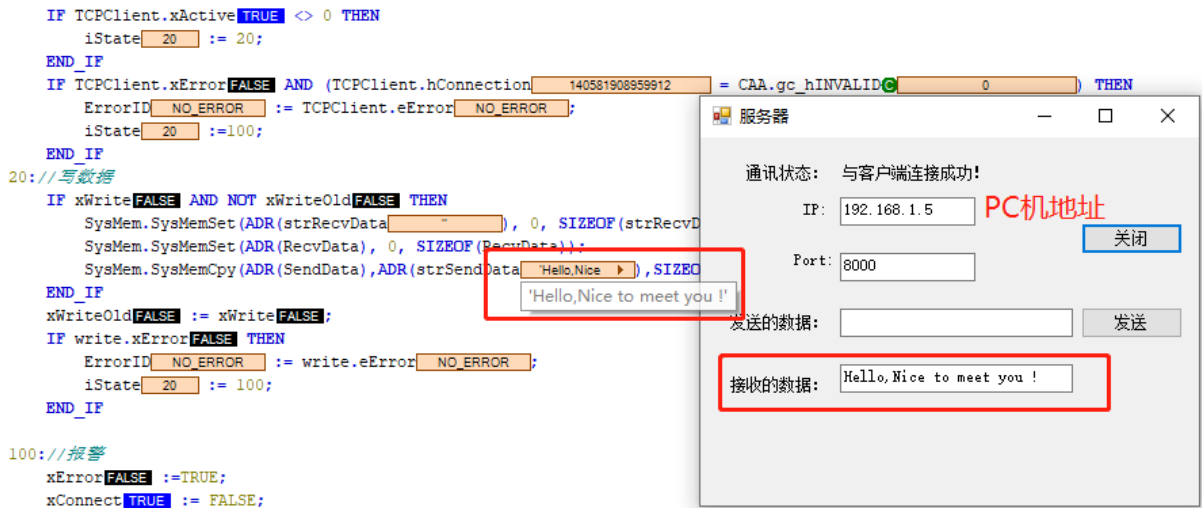 IF TCPClient.xActive TRUE <> 0 THEN
iState 20 := 20;
END_IF
IF TCPClient.xError FALSE AND (TCPClient.hConnection 140581908959912 = CAA.gc_hINVALID C 0 ) THEN
ErrorID NO_ERROR := TCPClient.eError NO_ERROR ;
iState 20 :=100;
END_IF
20://写数据
IF xWrite FALSE AND NOT xWriteOld FALSE THEN
SysMem.SysMemSet(ADR(strRecvData '' ), 0, SIZEOF(strRecvD
SysMem.SysMemSet(ADR(RecvData), 0, SIZEOF(RecvData));
SysMem.SysMemCpy(ADR(SendData),ADR(strSendData 'Hello,Nice ),SIZEO
'Hello,Nice to meet you !'
END_IF
xWriteOld FALSE := xWrite FALSE ;
IF write.xError FALSE THEN
ErrorID NO_ERROR := write.eError NO_ERROR ;
iState 20 := 100;
END_IF
100://报警
xError FALSE :=TRUE;
xConnect TRUE := FALSE;
服务器
通讯状态： 与客户端连接成功!
IP: 192.168.1.5 PC机地址
关闭
Port: 8000
发送的数据： 发送
接收的数据： Hello,Nice to meet you !